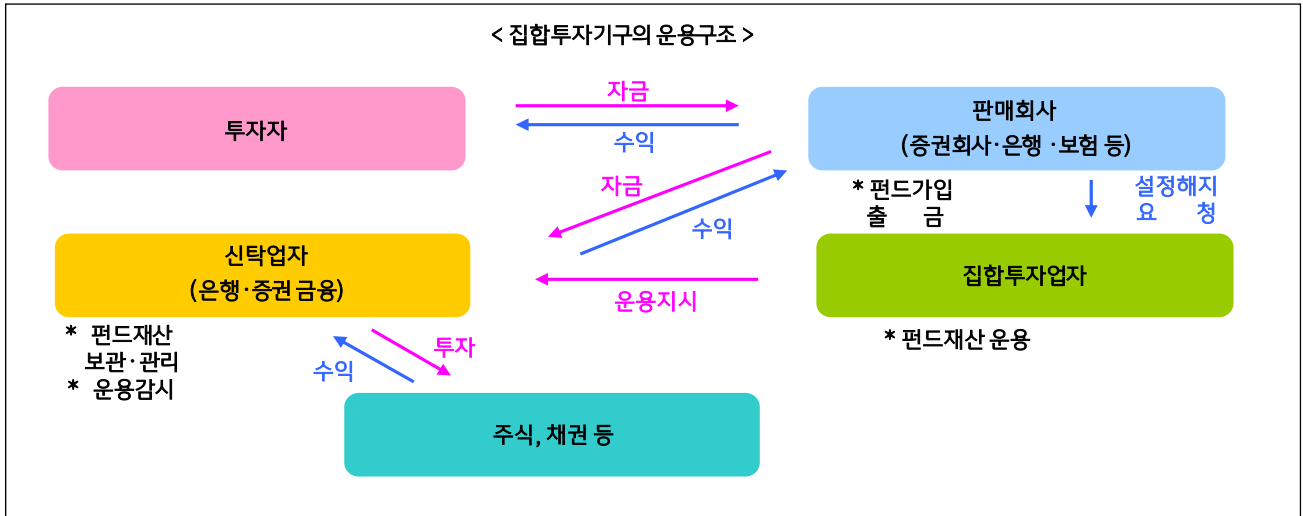 < 집합투자기구의 운용구조 >
투자자
자금
수익
판매회사
(증권회사·은행 ·보험 등)
자금
수익
* 펀드가입
출 금
설정해지
요 청
신탁업자
(은행·증권 금융)
운용지시
집합투자업자
* 펀드재산
보관·관리
* 운용감시
수익
투자
* 펀드재산 운용
주식, 채권 등